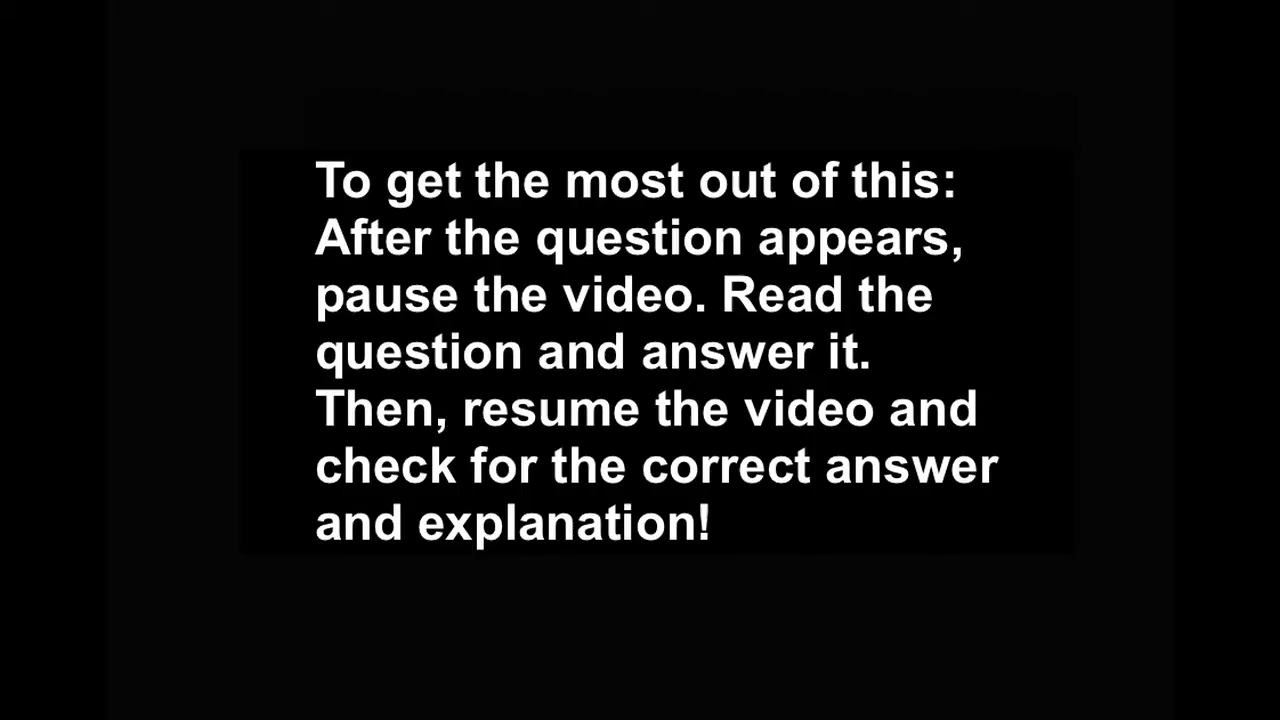 To get the most out of this:
After the question appears,
pause the video. Read the
question and answer it.
Then, resume the video and
check for the correct answer
and explanation!